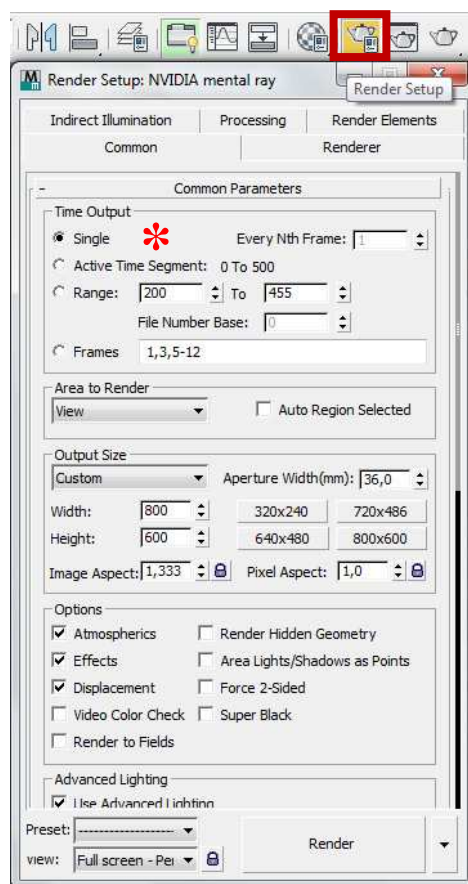 Render Setup: NVIDIA mental ray
Render Setup
Indirect Illumination Processing Render Elements
Common Renderer
- Common Parameters
Time Output
Single Every Nth Frame: 1
Active Time Segment: 0 To 500
Range: 200 To 455
File Number Base: 0
Frames 1,3,5-12
Area to Render
View Auto Region Selected
Output Size
Custom Aperture Width(mm): 36,0
Width: 800 320x240 720x486
Height: 600 640x480 800x600
Image Aspect: 1,333 Pixel Aspect: 1,0
Options
Atmospherics Render Hidden Geometry
Effects Area Lights/Shadows as Points
Displacement Force 2-Sided
Video Color Check Super Black
Render to Fields
Advanced Lighting
Use Advanced Lighting
Preset: -------------------
Render
view: Full screen - Per